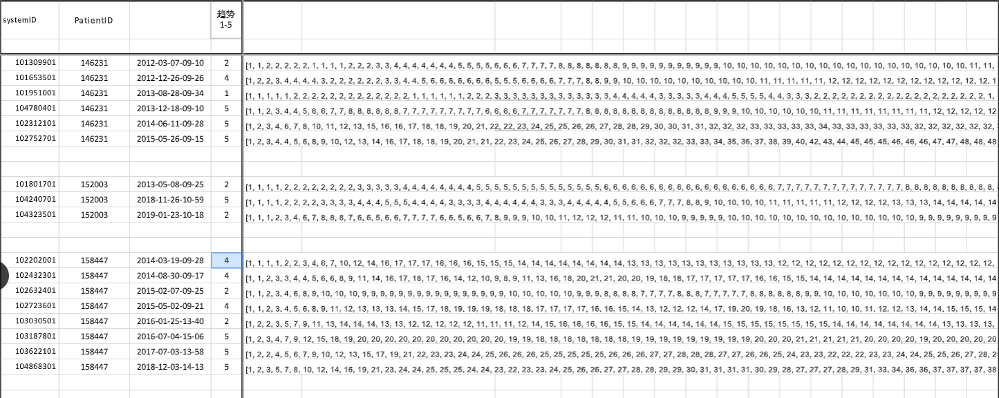 systemID PatientID 趋势
1-5
101309901 146231 2012-03-07-09-10 2 [1, 1, 2, 2, 2, 2, 2, 1, 1, 1, 1, 2, 2, 2, 3, 3, 4, 4, 4, 4, 4, 4, 4, 5, 5, 5, 5, 6, 6, 6, 7, 7, 7, 7, 8, 8, 8, 8, 8, 8, 8, 9, 9, 9, 9, 9, 9, 9, 9, 9, 9, 9, 10, 10, 10, 10, 10, 10, 10, 10, 10, 10, 10, 10, 10, 10, 10, 11, 11,
101653501 146231 2012-12-26-09-26 4 [1, 2, 2, 3, 4, 4, 4, 4, 3, 2, 2, 2, 2, 2, 3, 4, 4, 5, 6, 6, 6, 6, 6, 6, 6, 5, 5, 5, 6, 6, 6, 6, 7, 7, 7, 8, 8, 9, 9, 10, 10, 10, 10, 10, 10, 10, 10, 10, 10, 11, 11, 11, 11, 11, 12, 12, 12, 12, 12, 12, 12, 12, 12, 12, 1
101951001 146231 2013-08-28-09-34 1 [1, 1, 1, 1, 1, 2, 2, 2, 2, 2, 2, 2, 2, 2, 2, 2, 2, 1, 1, 1, 1, 1, 2, 2, 2, 3, 3, 3, 3, 3, 3, 3, 3, 3, 3, 3, 3, 3, 4, 4, 4, 4, 4, 3, 3, 3, 3, 3, 4, 4, 4, 5, 5, 5, 5, 4, 4, 3, 3, 3, 2, 2, 2, 2, 2, 2, 2, 2, 2, 2, 2, 2, 2, 2, 1,
104780401 146231 2013-12-18-09-10 5 [1, 2, 3, 4, 4, 5, 6, 6, 7, 7, 8, 8, 8, 8, 8, 8, 7, 7, 7, 7, 7, 7, 7, 7, 7, 6, 6, 6, 7, 7, 7, 7, 7, 7, 7, 8, 8, 8, 8, 8, 8, 8, 8, 8, 8, 8, 8, 9, 9, 9, 10, 10, 10, 10, 10, 10, 11, 11, 11, 11, 11, 11, 11, 11, 12, 12, 12, 12, 12
102312101 146231 2014-06-11-09-28 5 [1, 2, 3, 4, 6, 7, 8, 10, 11, 12, 13, 15, 16, 16, 17, 18, 18, 19, 20, 21, 22, 22, 23, 24, 25, 25, 26, 26, 27, 28, 28, 29, 30, 30, 31, 31, 32, 32, 32, 33, 33, 33, 33, 33, 34, 33, 33, 33, 33, 33, 33, 32, 32, 32, 32, 32,
102752701 146231 2015-05-26-09-15 5 [1, 2, 3, 4, 4, 5, 6, 8, 9, 10, 12, 13, 14, 16, 17, 18, 18, 19, 20, 21, 21, 22, 23, 24, 25, 26, 27, 28, 29, 30, 31, 31, 32, 32, 32, 33, 33, 34, 35, 36, 37, 38, 39, 40, 42, 43, 44, 45, 45, 45, 46, 46, 46, 47, 47, 48, 48, 48
101801701 152003 2013-05-08-09-25 2 [1, 1, 1, 1, 2, 2, 2, 2, 2, 2, 2, 2, 3, 3, 3, 3, 3, 4, 4, 4, 4, 4, 4, 4, 4, 5, 5, 5, 5, 5, 5, 5, 5, 5, 5, 5, 5, 5, 5, 6, 6, 6, 6, 6, 6, 6, 6, 6, 6, 6, 6, 6, 6, 6, 6, 6, 6, 7, 7, 7, 7, 7, 7, 7, 7, 7, 7, 7, 7, 7, 8, 8, 8, 8, 8, 8, 8, 8,
104240701 152003 2018-11-26-10-59 5 [1, 1, 1, 1, 2, 2, 2, 2, 2, 3, 3, 3, 3, 4, 4, 4, 5, 5, 5, 4, 4, 4, 4, 3, 3, 3, 4, 4, 4, 4, 4, 4, 3, 3, 4, 4, 4, 4, 4, 4, 4, 5, 5, 6, 6, 6, 7, 7, 7, 8, 8, 9, 10, 10, 10, 10, 11, 11, 11, 11, 11, 12, 12, 12, 12, 13, 13, 13, 14, 14, 14, 14, 14
104323501 152003 2019-01-23-10-18 2 [1, 1, 1, 2, 3, 4, 6, 7, 8, 8, 8, 7, 6, 6, 5, 6, 6, 7, 7, 7, 7, 6, 6, 5, 6, 6, 7, 8, 9, 9, 9, 10, 10, 11, 12, 12, 12, 11, 11, 10, 10, 10, 9, 9, 9, 9, 9, 10, 10, 10, 10, 10, 10, 10, 10, 10, 10, 10, 10, 10, 10, 9, 9, 9, 9, 9, 9, 9
102202001 158447 2014-03-19-09-28 4 [1, 1, 1, 1, 2, 2, 3, 4, 6, 7, 10, 12, 14, 16, 17, 17, 17, 16, 16, 16, 15, 15, 15, 14, 14, 14, 14, 14, 14, 14, 14, 13, 13, 13, 13, 13, 13, 13, 13, 13, 13, 12, 12, 12, 12, 12, 12, 12, 12, 12, 12, 12, 12, 12, 12,
102432301 158447 2014-08-30-09-17 4 [1, 2, 3, 3, 4, 4, 5, 6, 6, 8, 9, 11, 14, 16, 17, 18, 17, 16, 14, 12, 10, 9, 8, 9, 11, 13, 16, 18, 20, 21, 21, 20, 20, 19, 18, 18, 17, 17, 17, 17, 17, 16, 16, 15, 15, 14, 14, 14, 14, 14, 14, 14, 14, 14, 14, 14, 14
102632401 158447 2015-02-07-09-25 2 [1, 2, 3, 4, 6, 8, 9, 10, 10, 10, 9, 9, 9, 9, 9, 9, 9, 9, 9, 9, 9, 9, 10, 10, 10, 10, 10, 9, 9, 8, 8, 8, 7, 7, 7, 7, 7, 8, 8, 8, 7, 7, 7, 7, 8, 8, 8, 8, 8, 9, 9, 10, 10, 10, 10, 10, 10, 10, 10, 10, 10, 9, 9, 9, 9, 9, 9, 9
102723601 158447 2015-05-02-09-21 4 [1, 2, 3, 4, 5, 6, 8, 9, 11, 12, 13, 13, 13, 14, 15, 17, 18, 19, 19, 19, 18, 18, 18, 17, 17, 17, 17, 16, 16, 15, 14, 13, 12, 12, 12, 14, 17, 19, 20, 19, 18, 16, 13, 12, 11, 10, 10, 11, 12, 12, 13, 14, 14, 15, 15, 14
103030501 158447 2016-01-25-13-40 2 [1, 2, 2, 3, 5, 7, 9, 11, 13, 14, 14, 14, 13, 13, 12, 12, 12, 12, 12, 11, 11, 11, 12, 14, 15, 16, 16, 16, 16, 15, 15, 14, 14, 14, 14, 14, 14, 15, 15, 15, 15, 15, 15, 14, 14, 14, 14, 14, 14, 14, 14, 13, 13, 13,
103187801 158447 2016-07-04-15-06 5 [1, 2, 3, 4, 7, 9, 12, 15, 18, 19, 20, 20, 20, 20, 20, 20, 20, 20, 20, 20, 20, 19, 19, 18, 18, 18, 18, 18, 18, 18, 19, 19, 19, 19, 19, 19, 19, 19, 20, 20, 20, 21, 21, 21, 21, 20, 20, 20, 20, 19, 20, 20, 20, 20, 20
103622101 158447 2017-07-03-13-58 5 [1, 2, 2, 4, 5, 6, 7, 9, 10, 12, 13, 15, 17, 19, 21, 22, 23, 23, 24, 24, 25, 26, 26, 26, 25, 25, 25, 25, 25, 26, 26, 26, 27, 27, 28, 28, 28, 28, 27, 26, 26, 25, 24, 23, 22, 22, 23, 22, 23, 23, 24, 24, 25, 25, 26, 27, 28, 2
104868301 158447 2018-12-03-14-13 5 [1, 2, 3, 5, 7, 8, 10, 12, 14, 16, 19, 21, 23, 24, 24, 25, 25, 25, 24, 24, 23, 22, 22, 23, 23, 24, 25, 25, 26, 27, 27, 28, 28, 29, 29, 30, 31, 31, 31, 31, 30, 29, 28, 27, 27, 27, 28, 29, 31, 33, 34, 36, 36, 37, 37, 37, 38